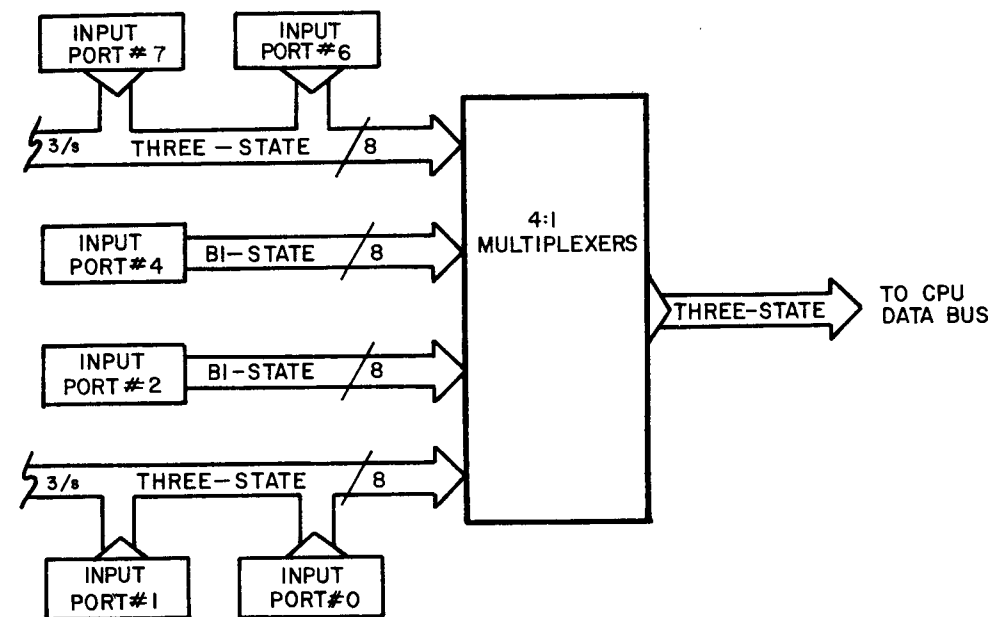 INPUT
PORT#7
INPUT
PORT#6
3/s THREE-STATE 8
INPUT
PORT#4
BI-STATE 8
4:1
MULTIPLEXERS
THREE-STATE
TO CPU
DATA BUS
INPUT
PORT#2
BI-STATE 8
3/s THREE-STATE 8
INPUT
PORT#1
INPUT
PORT#0